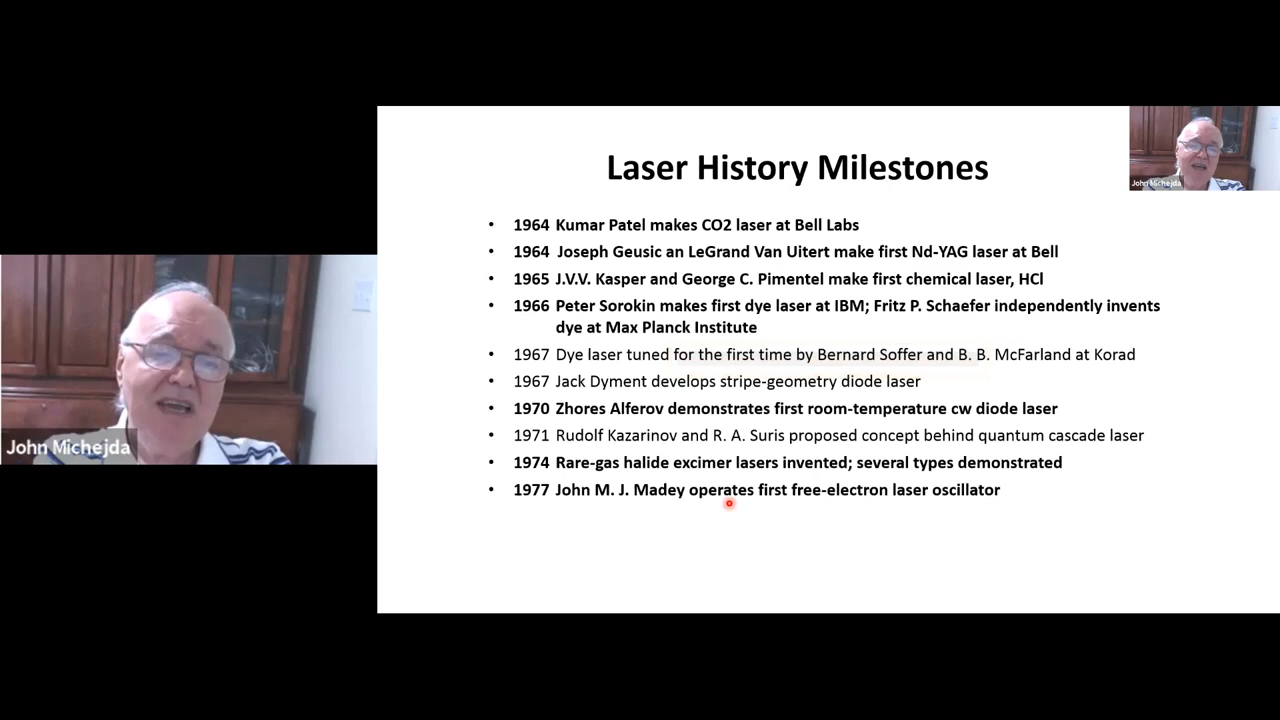 Laser History Milestones
John Michejda
• 1964 Kumar Patel makes CO2 laser at Bell Labs
• 1964 Joseph Geusic an LeGrand Van Uitert make first Nd-YAG laser at Bell
• 1965 J.V.V. Kasper and George C. Pimentel make first chemical laser, HCl
• 1966 Peter Sorokin makes first dye laser at IBM; Fritz P. Schaefer independently invents
dye at Max Planck Institute
• 1967 Dye laser tuned for the first time by Bernard Soffer and B. B. McFarland at Korad
• 1967 Jack Dyment develops stripe-geometry diode laser
• 1970 Zhores Alferov demonstrates first room-temperature cw diode laser
• 1971 Rudolf Kazarinov and R. A. Suris proposed concept behind quantum cascade laser
• 1974 Rare-gas halide excimer lasers invented; several types demonstrated
• 1977 John M. J. Madey operates first free-electron laser oscillator
John Michejda